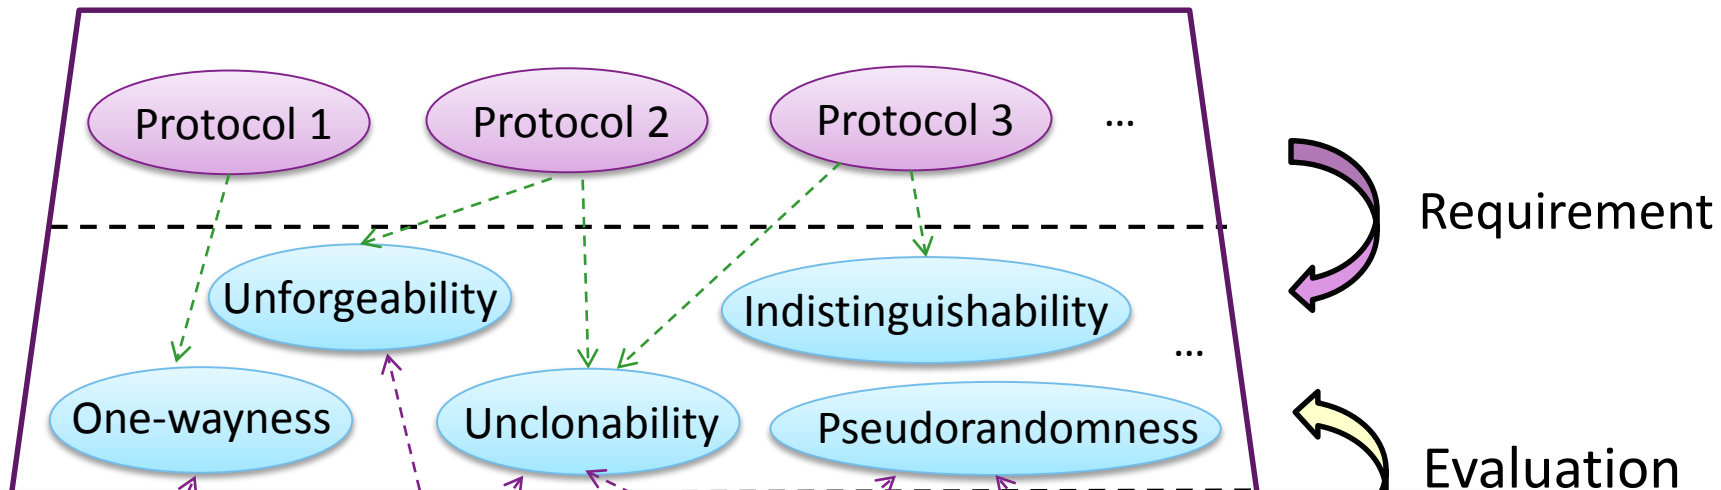 Protocol 1
Protocol 2
Protocol 3
...
Requirement
Unforgeability
Indistinguishability
...
One-wayness
Unclonability
Pseudorandomness
Evaluation